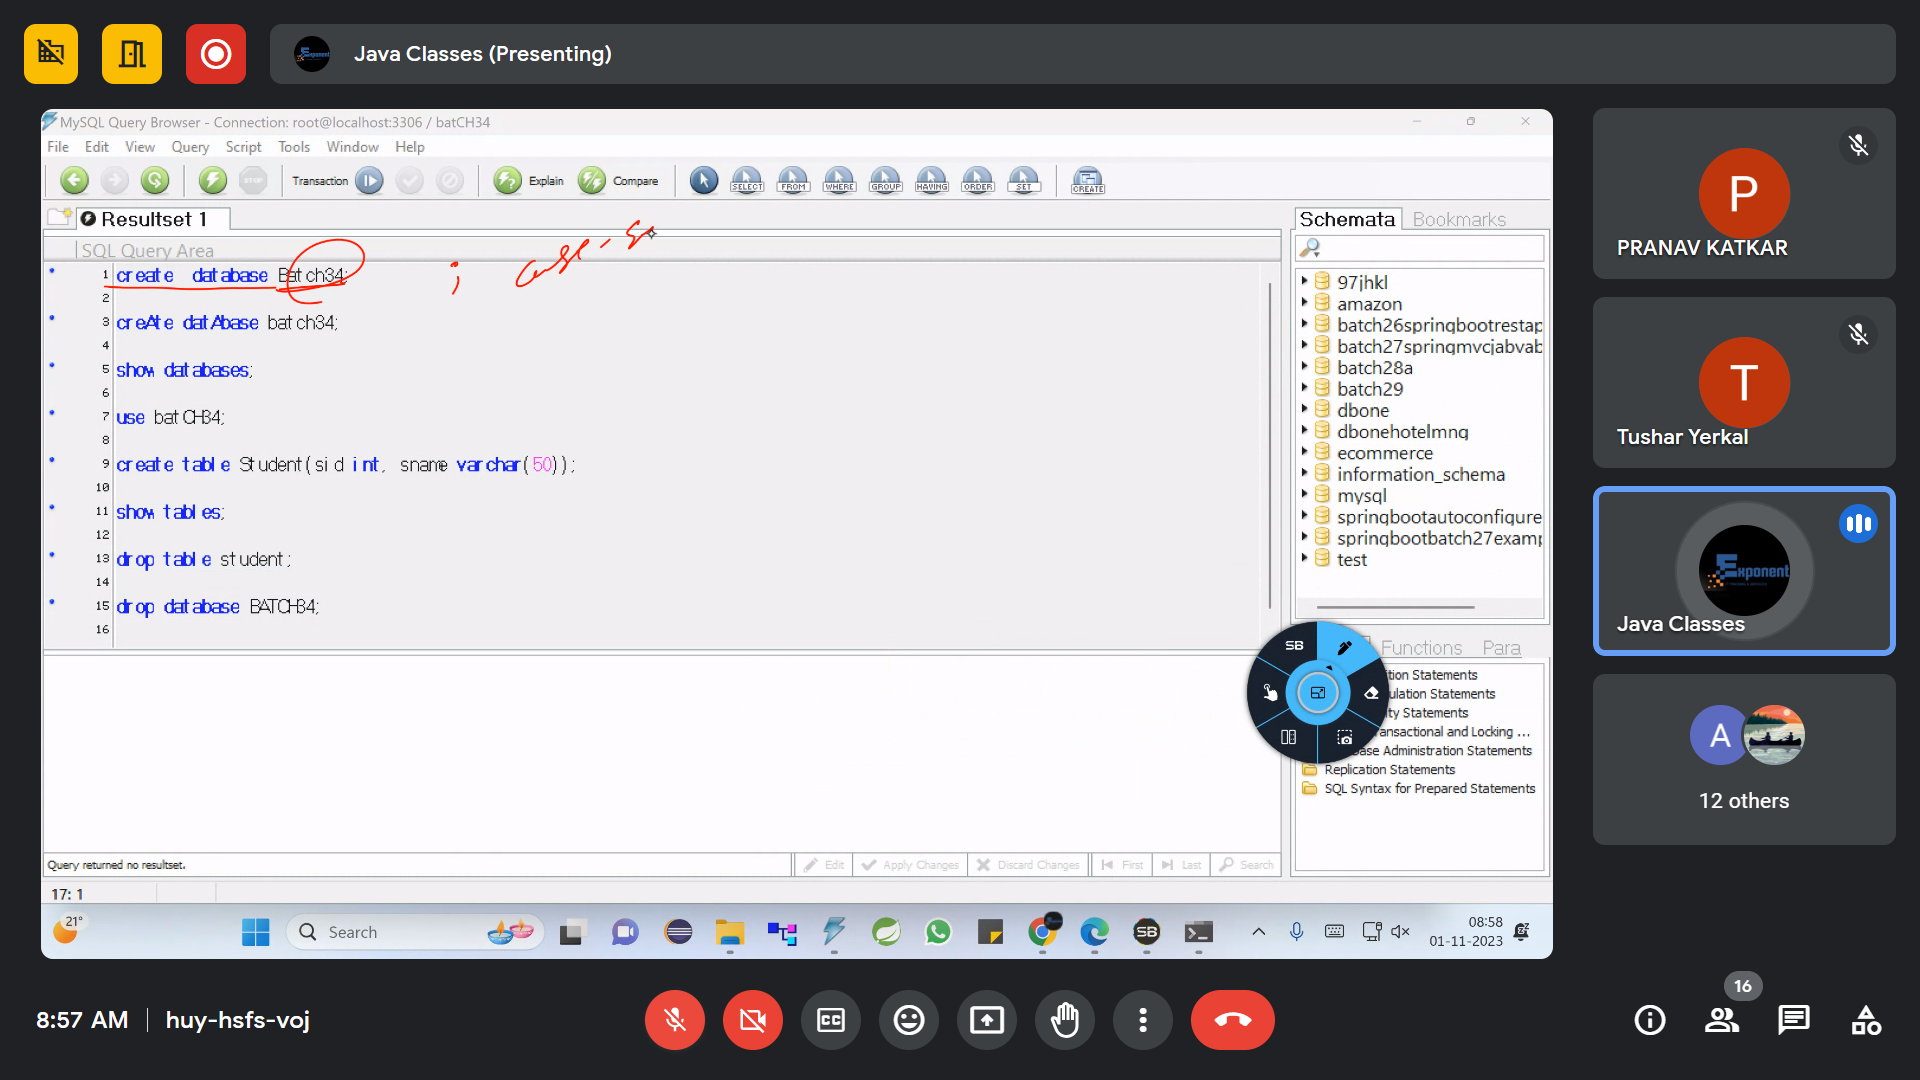 Java Classes (Presenting)
MySQL Query Browser - Connection: root@localhost:3306 / batCH34
File Edit View Query Script Tools Window Help
STOP Transaction Explain Compare SELECT FROM WHERE GROUP HAVING ORDER SET CREATE
Resultset 1
SQL Query Area
1 create database Batch34;
2
3 creAte datAbase batch34;
4
5 show databases;
6
7 use batCH34;
8
9 create table Student(sid int, sname varchar(50));
10
11 show tables;
12
13 drop table student;
14
15 drop database BATCH34;
16
; case-se
Schemata Bookmarks
97jhkl
amazon
batch26springbootrestap
batch27springmvcjabvab
batch28a
batch29
dbone
dbonehotelmng
ecommerce
information_schema
mysql
springbootautoconfigure
springbootbatch27examp
test
SB
Functions Para
tion Statements
ulation Statements
ty Statements
ansactional and Locking ...
base Administration Statements
Replication Statements
SQL Syntax for Prepared Statements
Query returned no resultset.
Edit Apply Changes Discard Changes First Last Search
17: 1
21°
Search
SB
08:58
01-11-2023
P
PRANAV KATKAR
T
Tushar Yerkal
Exponent
Java Classes
A
12 others
8:57 AM | huy-hsfs-voj
CC
16